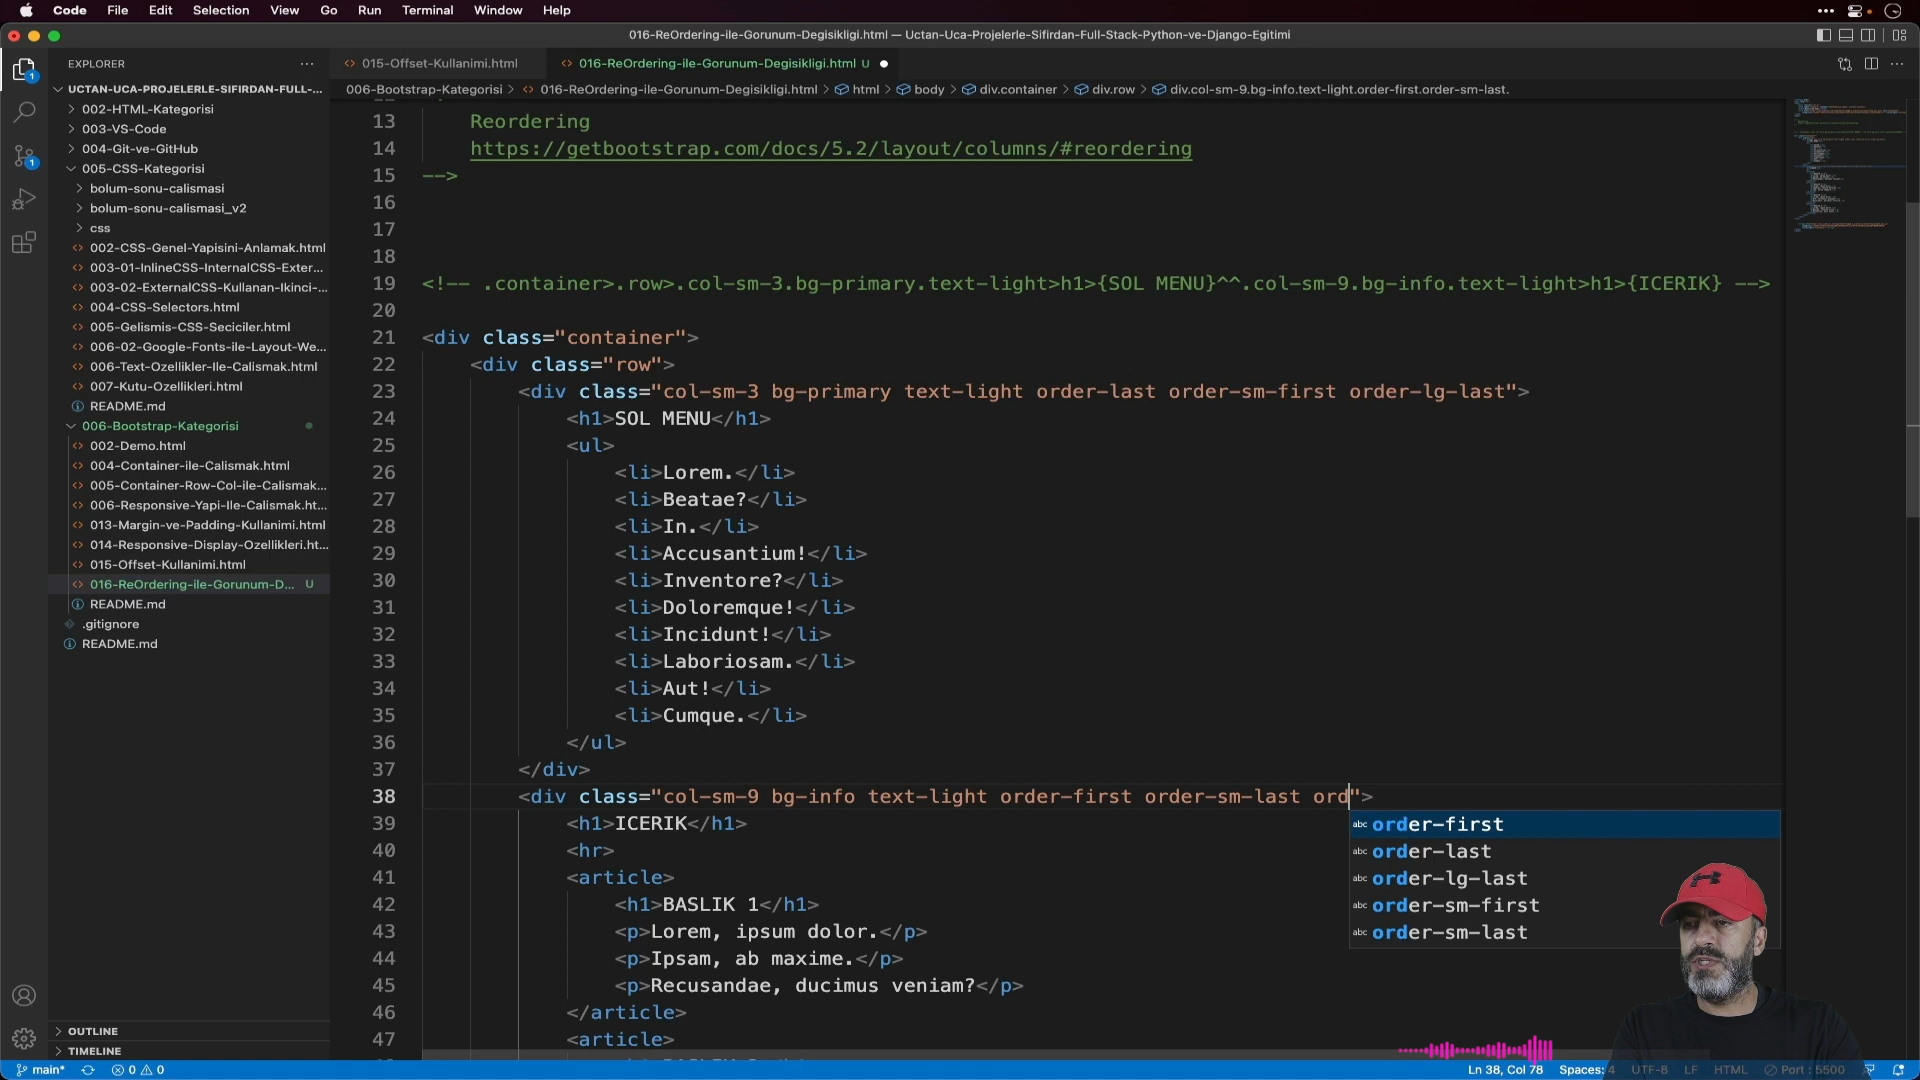 Code File Edit Selection View Go Run Terminal Window Help
016-ReOrdering-ile-Gorunum-Degisikligi.html — Uctan-Uca-Projelerle-Sifirdan-Full-Stack-Python-ve-Django-Egitimi
EXPLORER
015-Offset-Kullanimi.html
016-ReOrdering-ile-Gorunum-Degisikligi.html U
006-Bootstrap-Kategorisi > 016-ReOrdering-ile-Gorunum-Degisikligi.html > html > body > div.container > div.row > div.col-sm-9.bg-info.text-light.order-first.order-sm-last.
UCTAN-UCA-PROJELERLE-SIFIRDAN-FULL-...
002-HTML-Kategorisi
003-VS-Code
004-Git-ve-GitHub
005-CSS-Kategorisi
bolum-sonu-calismasi
bolum-sonu-calismasi_v2
css
002-CSS-Genel-Yapisini-Anlamak.html
003-01-InlineCSS-InternalCSS-Exter...
003-02-ExternalCSS-Kullanan-Ikinci-...
004-CSS-Selectors.html
005-Gelismis-CSS-Seciciler.html
006-02-Google-Fonts-ile-Layout-We...
006-Text-Ozellikler-Ile-Calismak.html
007-Kutu-Ozellikleri.html
README.md
006-Bootstrap-Kategorisi
002-Demo.html
004-Container-ile-Calismak.html
005-Container-Row-Col-ile-Calismak...
006-Responsive-Yapi-Ile-Calismak.ht...
013-Margin-ve-Padding-Kullanimi.html
014-Responsive-Display-Ozellikleri.ht...
015-Offset-Kullanimi.html
016-ReOrdering-ile-Gorunum-D... U
README.md
.gitignore
README.md
OUTLINE
TIMELINE
13 Reordering
14 https://getbootstrap.com/docs/5.2/layout/columns/#reordering
15 -->
16
17
18
19 <!-- .container>.row>.col-sm-3.bg-primary.text-light>h1>{SOL MENU}^^.col-sm-9.bg-info.text-light>h1>{ICERIK} -->
20
21 <div class="container">
22 <div class="row">
23 <div class="col-sm-3 bg-primary text-light order-last order-sm-first order-lg-last">
24 <h1>SOL MENU</h1>
25 <ul>
26 <li>Lorem.</li>
27 <li>Beatae?</li>
28 <li>In.</li>
29 <li>Accusantium!</li>
30 <li>Inventore?</li>
31 <li>Doloremque!</li>
32 <li>Incidunt!</li>
33 <li>Laboriosam.</li>
34 <li>Aut!</li>
35 <li>Cumque.</li>
36 </ul>
37 </div>
38 <div class="col-sm-9 bg-info text-light order-first order-sm-last ord">
39 <h1>ICERIK</h1>
40 <hr>
41 <article>
42 <h1>BASLIK 1</h1>
43 <p>Lorem, ipsum dolor.</p>
44 <p>Ipsam, ab maxime.</p>
45 <p>Recusandae, ducimus veniam?</p>
46 </article>
47 <article>
abc order-first
abc order-last
abc order-lg-last
abc order-sm-first
abc order-sm-last
main* 0 0
Ln 38, Col 78 Spaces: 4 UTF-8 LF HTML Port : 5500